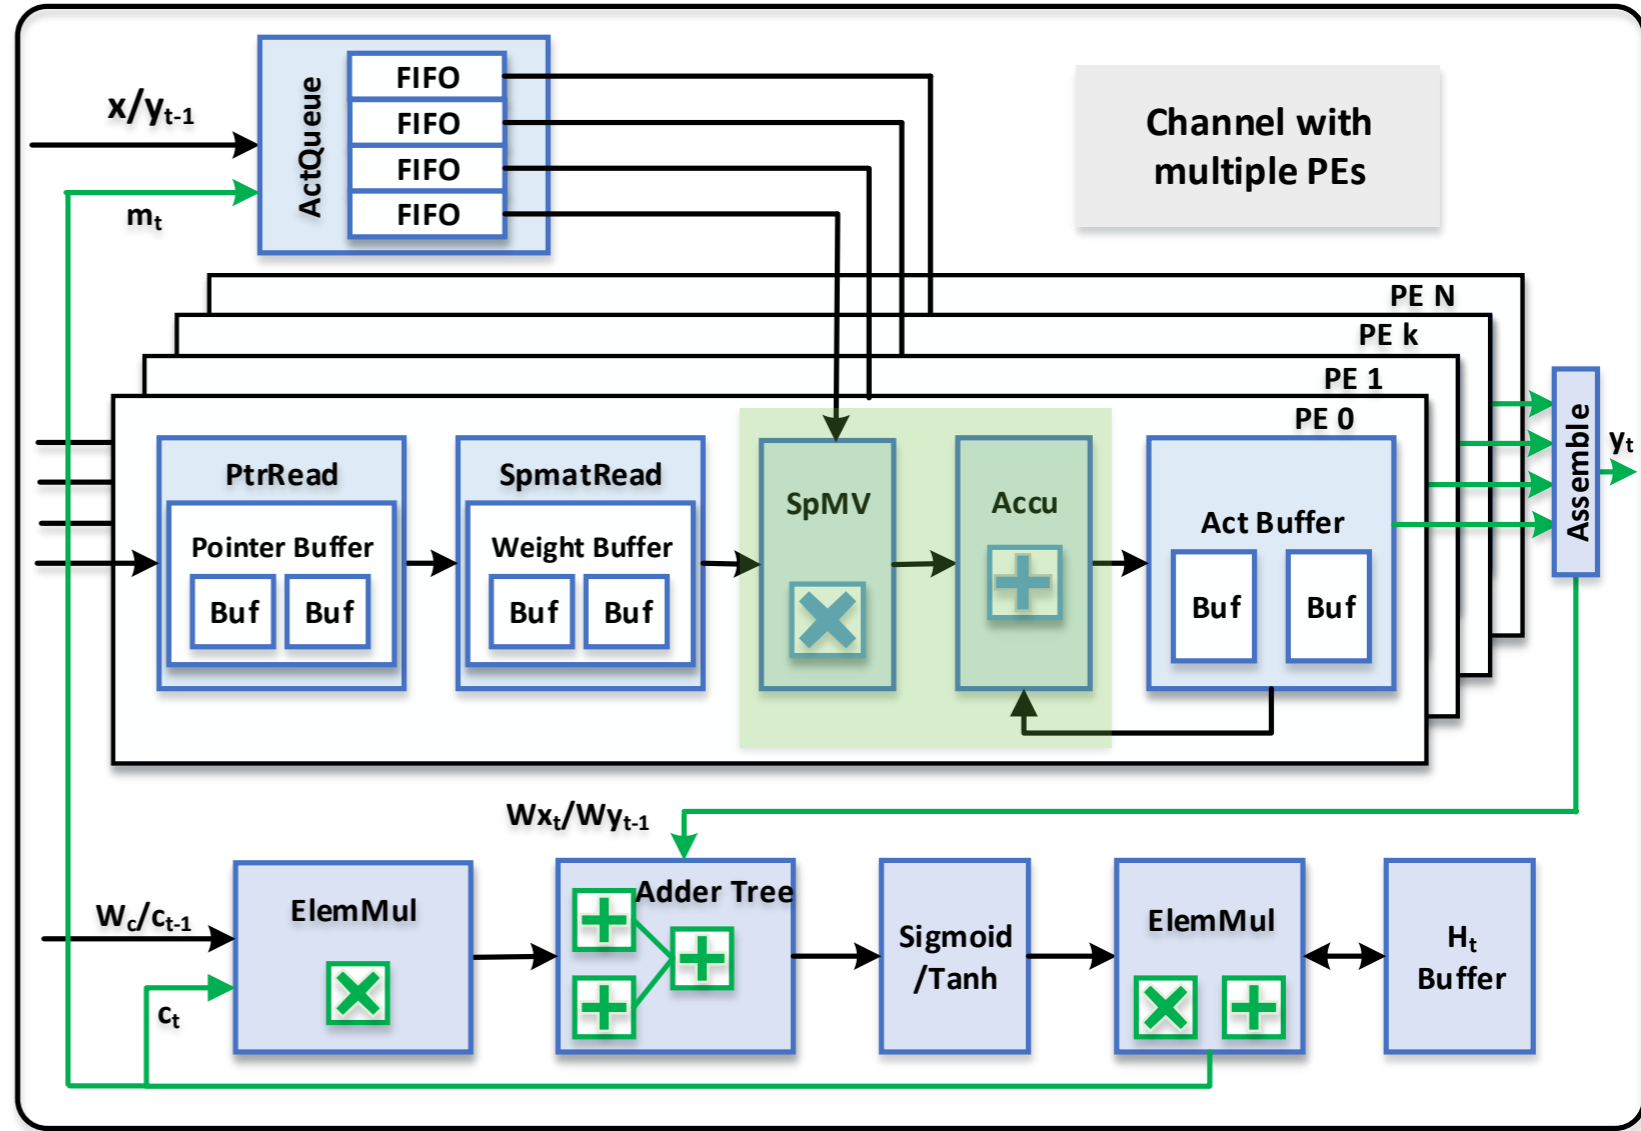 FIFO
FIFO
FIFO
FIFO
ActQueue
x/yt-1
mt
Channel with
multiple PEs
PE N
PE k
PE 1
PE 0
PtrRead
Pointer Buffer
Buf
Buf
SpmatRead
Weight Buffer
Buf
Buf
SpMV
Accu
Act Buffer
Buf
Buf
Assemble
yt
Wxt/Wyt-1
Wc/ct-1
ct
ElemMul
Adder Tree
Sigmoid
/Tanh
ElemMul
Ht
Buffer